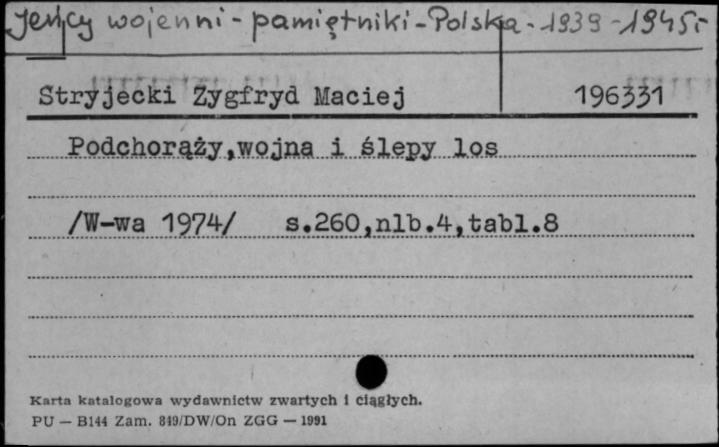 Jeńcy wojenni - pamiętniki - Polska - 1939 - 1945 r.
Stryjecki Zygfryd Maciej 196331
Podchorąży,wojna i ślepy los
/W-wa 1974/ s.260,nlb.4,tabl.8
Karta katalogowa wydawnictw zwartych i ciągłych.
PU — B144 Zam. 849/DW/On ZGG — 1991